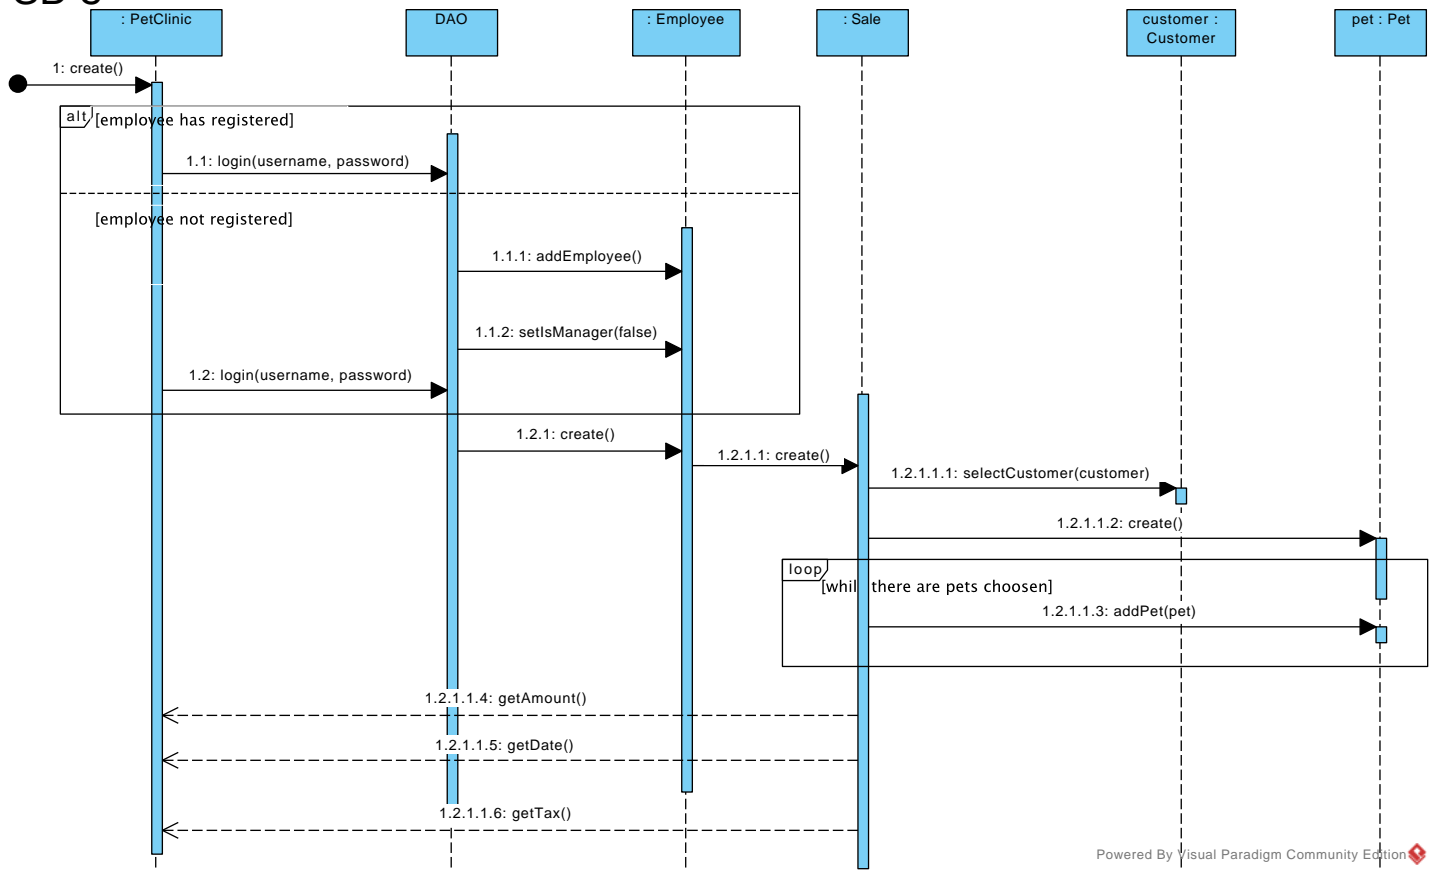 : PetClinic
DAO
: Employee
: Sale
customer :
Customer
pet : Pet
1: create()
alt
[employee has registered]
1.1: login(username, password)
[employee not registered]
1.1.1: addEmployee()
1.1.2: setIsManager(false)
1.2: login(username, password)
1.2.1: create()
1.2.1.1: create()
1.2.1.1.1: selectCustomer(customer)
1.2.1.1.2: create()
loop
[while there are pets choosen]
1.2.1.1.3: addPet(pet)
1.2.1.1.4: getAmount()
1.2.1.1.5: getDate()
1.2.1.1.6: getTax()
Powered By Visual Paradigm Community Edition